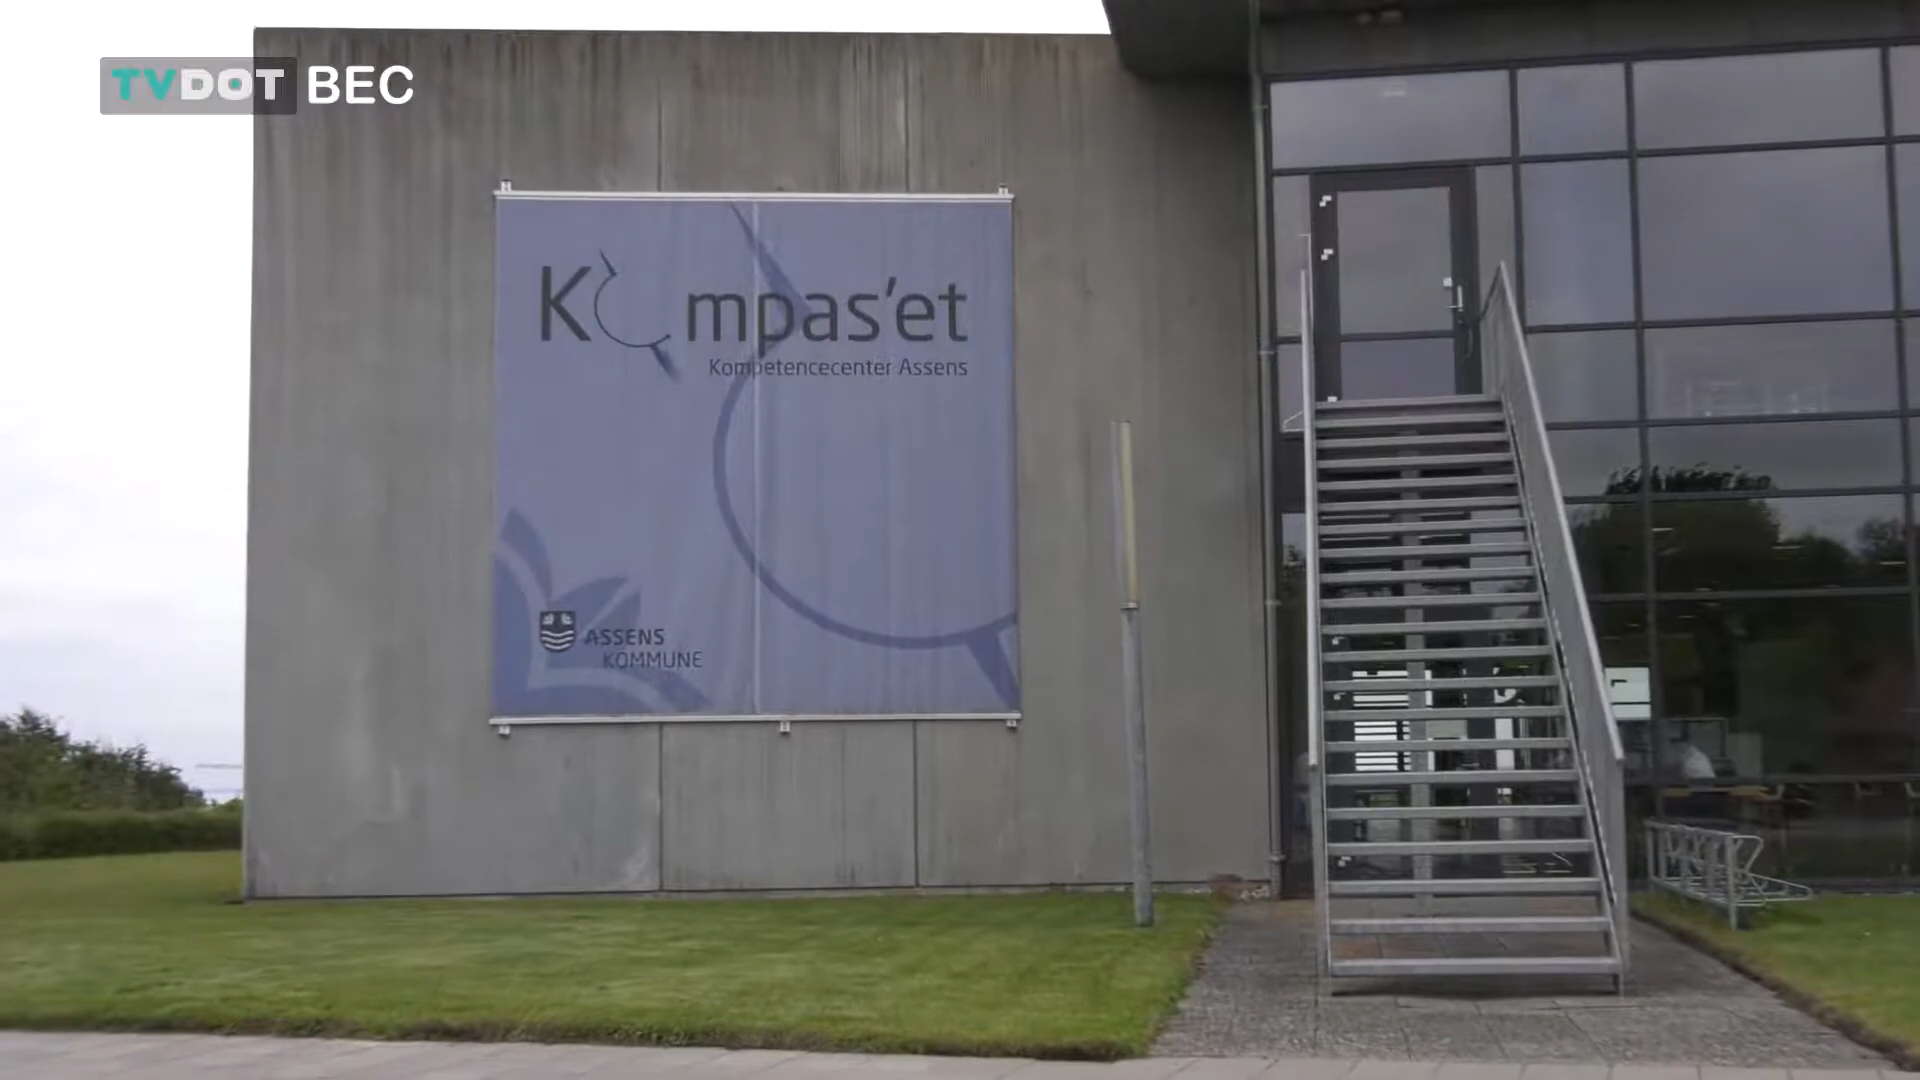 TVDOT BEC
Kompas'et
Kompetencecenter Assens
ASSENS
KOMMUNE